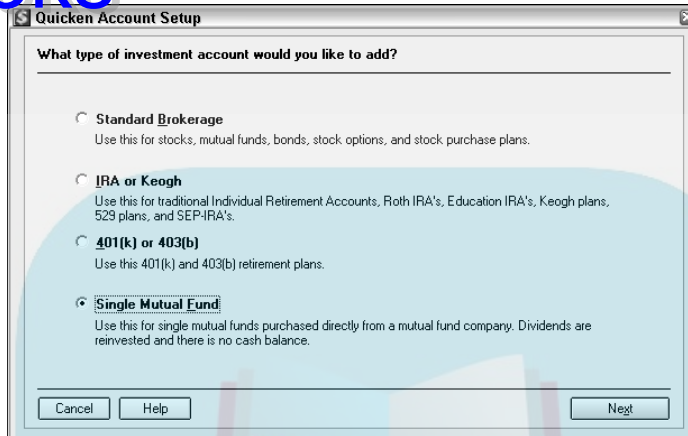 Quicken Account Setup
What type of investment account would you like to add?
Standard Brokerage
Use this for stocks, mutual funds, bonds, stock options, and stock purchase plans.
IRA or Keogh
Use this for traditional Individual Retirement Accounts, Roth IRA's, Education IRA's, Keogh plans,
529 plans, and SEP-IRA's.
401(k) or 403(b)
Use this 401(k) and 403(b) retirement plans.
Single Mutual Fund
Use this for single mutual funds purchased directly from a mutual fund company. Dividends are
reinvested and there is no cash balance.
Cancel Help Next